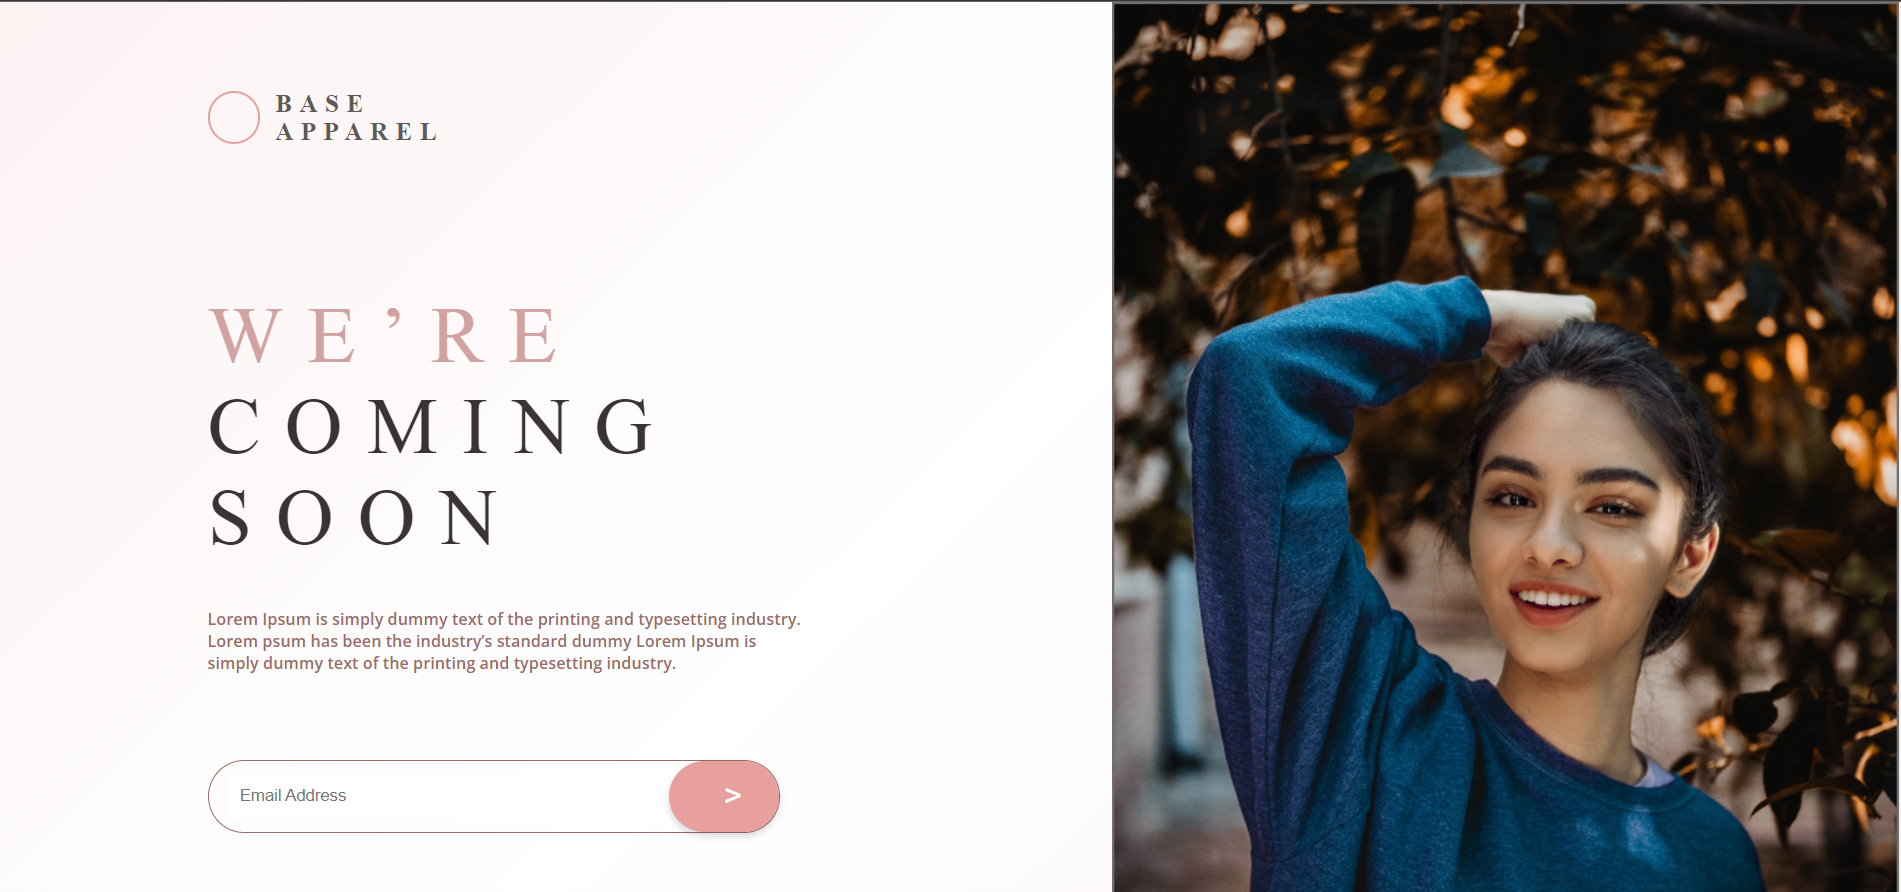 BASE
APPAREL
WE’RE
COMING
SOON
Lorem Ipsum is simply dummy text of the printing and typesetting industry.
Lorem psum has been the industry’s standard dummy Lorem Ipsum is
simply dummy text of the printing and typesetting industry.
Email Address
>